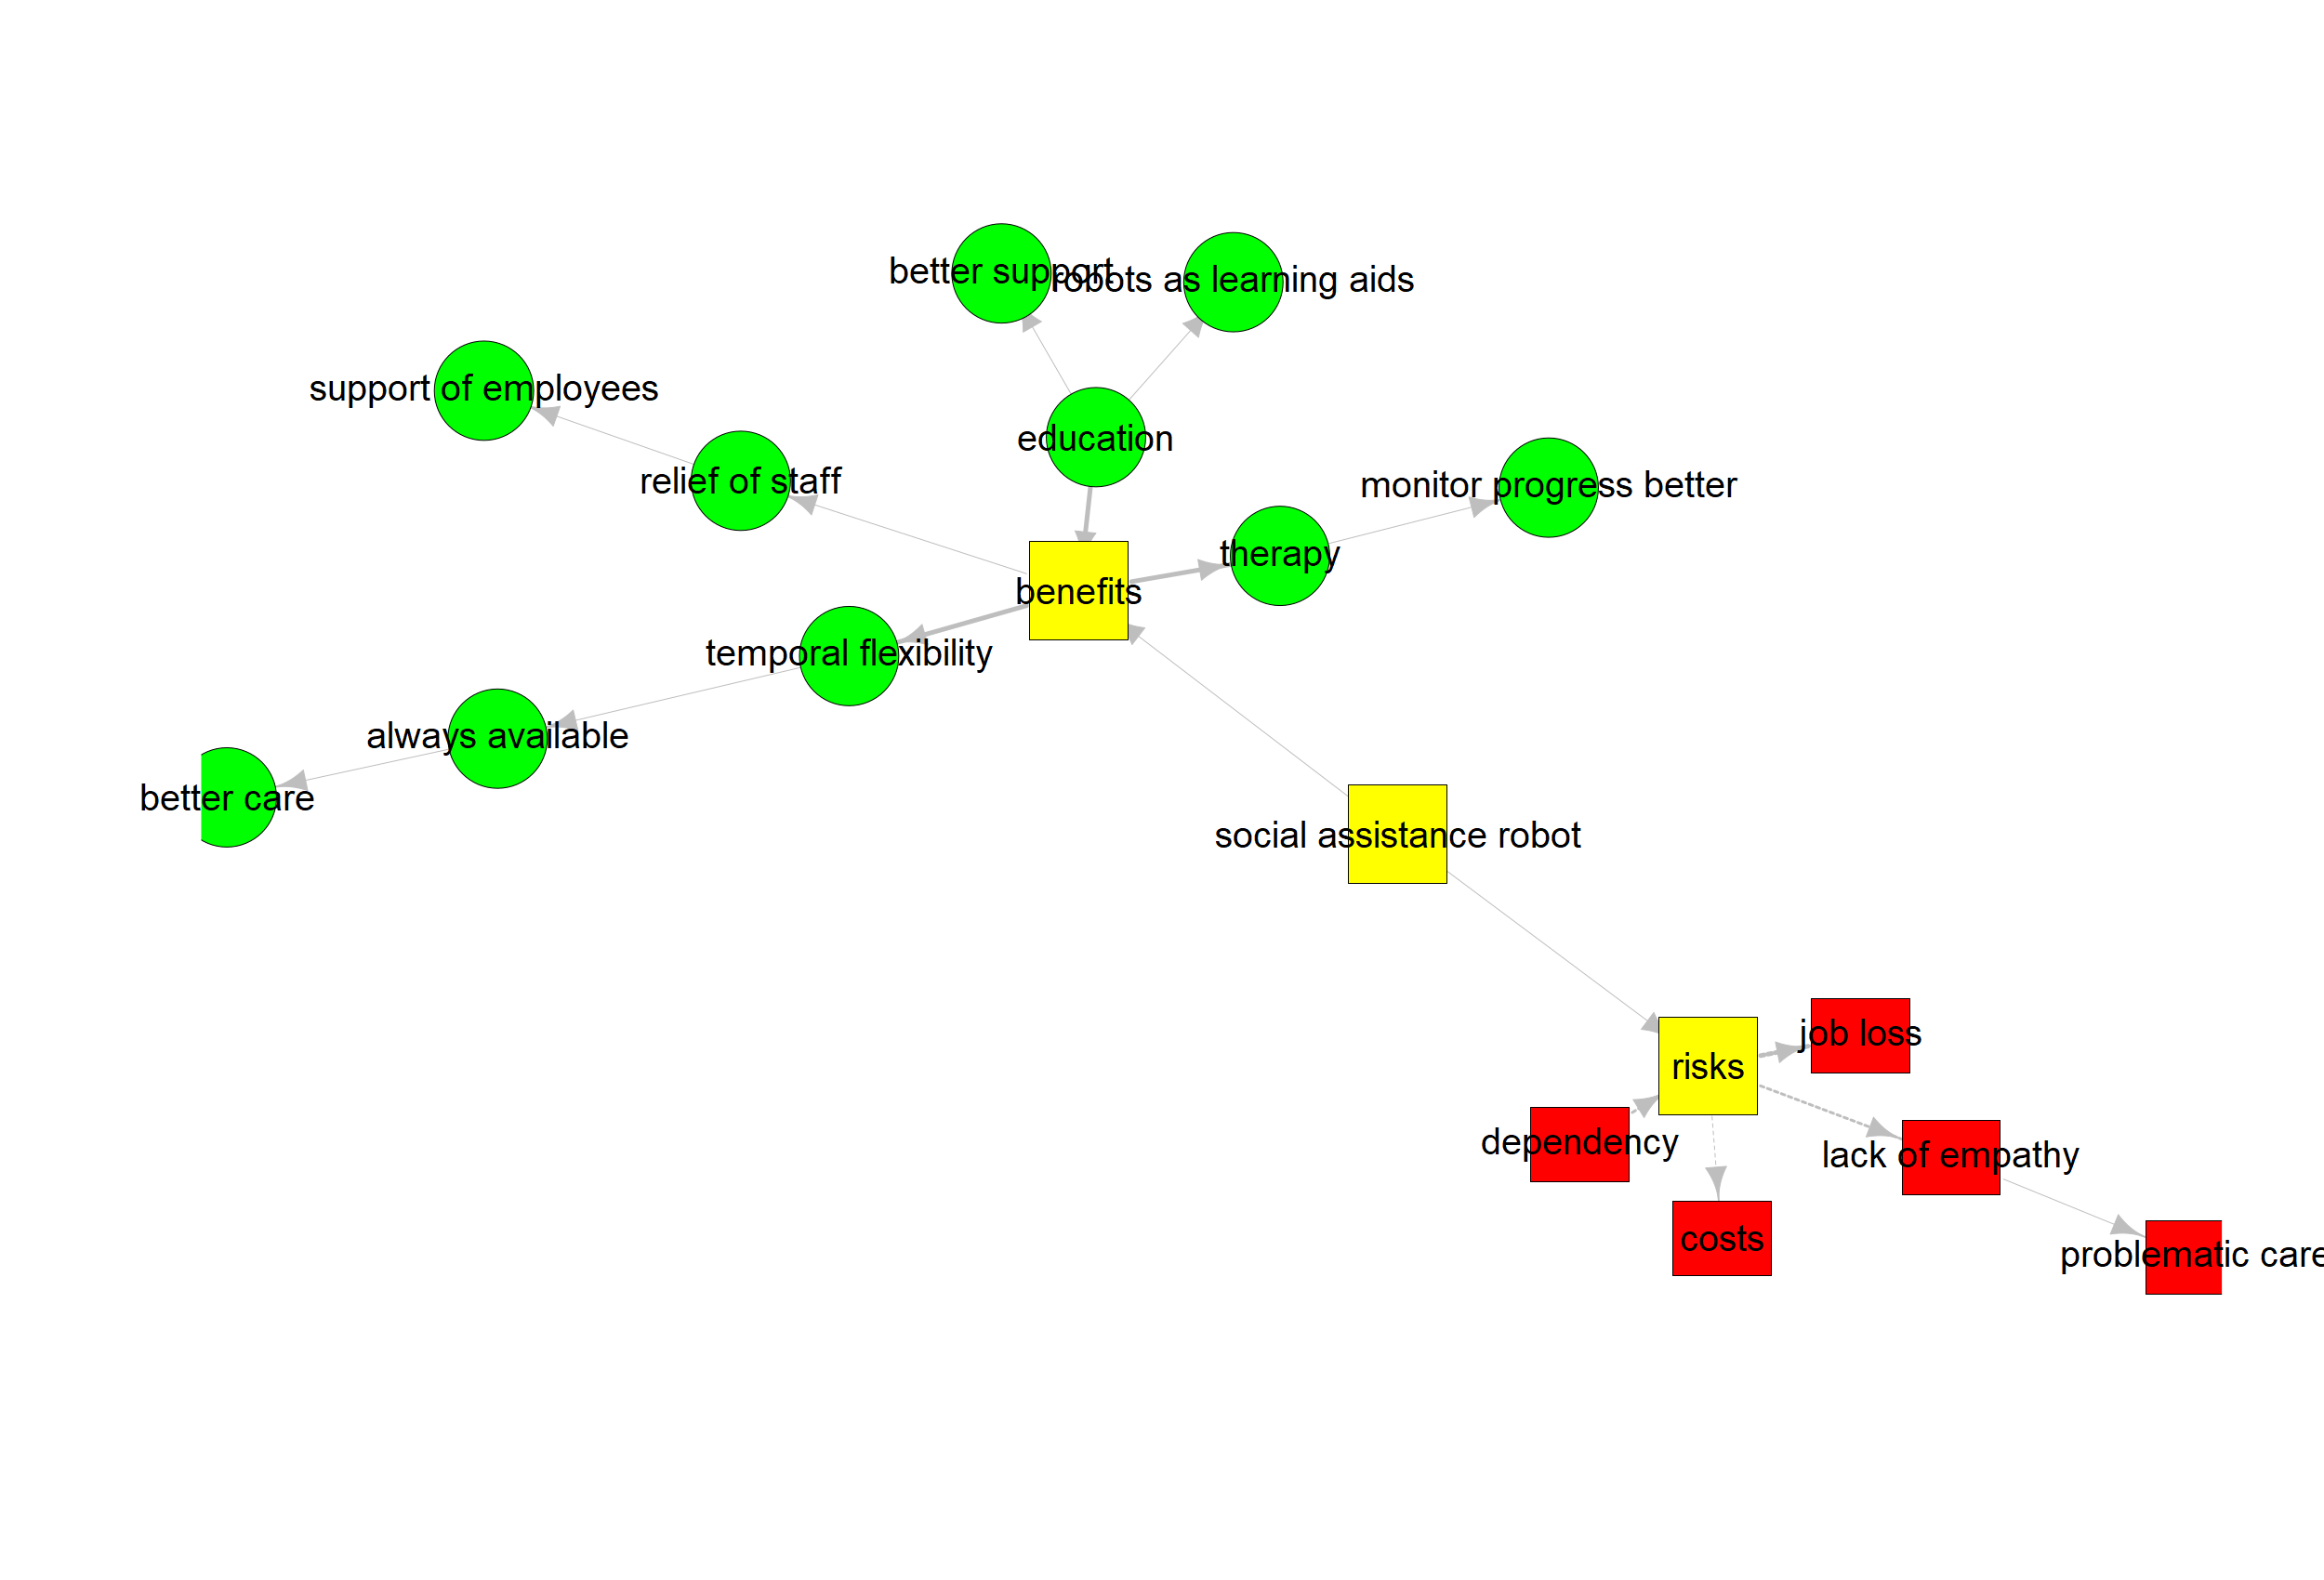 better support
robots as learning aids
support of employees
education
relief of staff
monitor progress better
therapy
benefits
temporal flexibility
always available
better care
social assistance robot
job loss
risks
dependency
lack of empathy
costs
problematic care